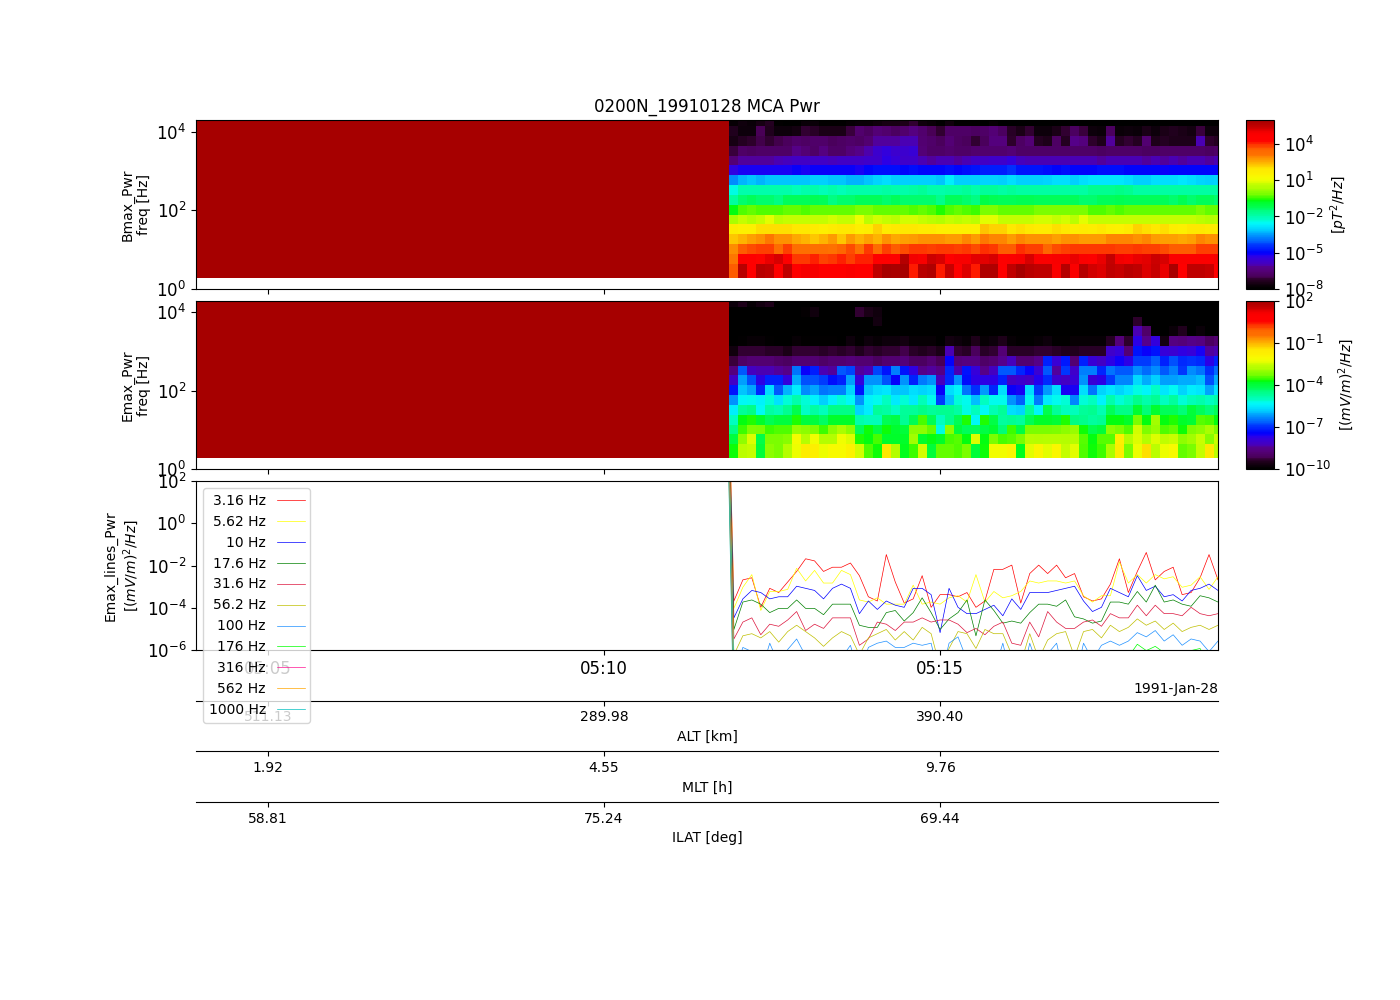 0200N_19910128 MCA Pwr
Bmax_Pwr
freq [Hz]
10^4
10^2
10^0
10^4
10^1
10^-2
10^-5
10^-8
[pT^2/Hz]
Emax_Pwr
freq [Hz]
10^4
10^2
10^0
10^2
10^-1
10^-4
10^-7
10^-10
[(mV/m)^2/Hz]
Emax_lines_Pwr
[(mV/m)^2/Hz]
10^2
10^0
10^-2
10^-4
10^-6
3.16 Hz
5.62 Hz
10 Hz
17.6 Hz
31.6 Hz
56.2 Hz
100 Hz
176 Hz
316 Hz
562 Hz
1000 Hz
05:05 05:10 05:15
1991-Jan-28
511.13 289.98 390.40
ALT [km]
1.92 4.55 9.76
MLT [h]
58.81 75.24 69.44
ILAT [deg]